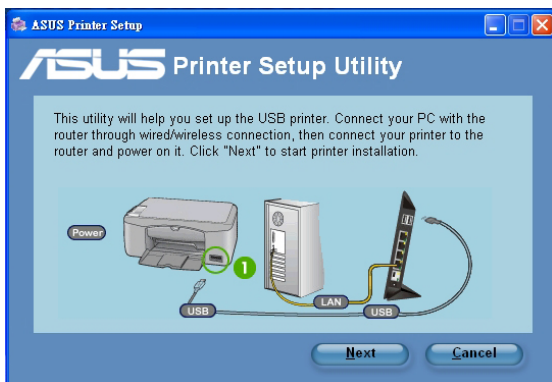 ASUS Printer Setup
ASUS Printer Setup Utility
This utility will help you set up the USB printer. Connect your PC with the
router through wired/wireless connection, then connect your printer to the
router and power on it. Click "Next" to start printer installation.
Power
1
USB
LAN
USB
Next
Cancel